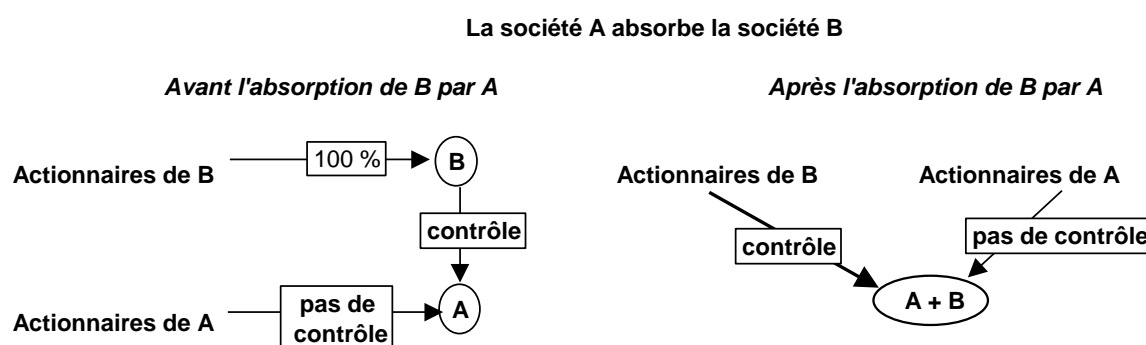 La société A absorbe la société B
Avant l'absorption de B par A
Après l'absorption de B par A
Actionnaires de B
100 %
B
contrôle
Actionnaires de A
pas de
contrôle
A
Actionnaires de B
Actionnaires de A
contrôle
pas de contrôle
A + B